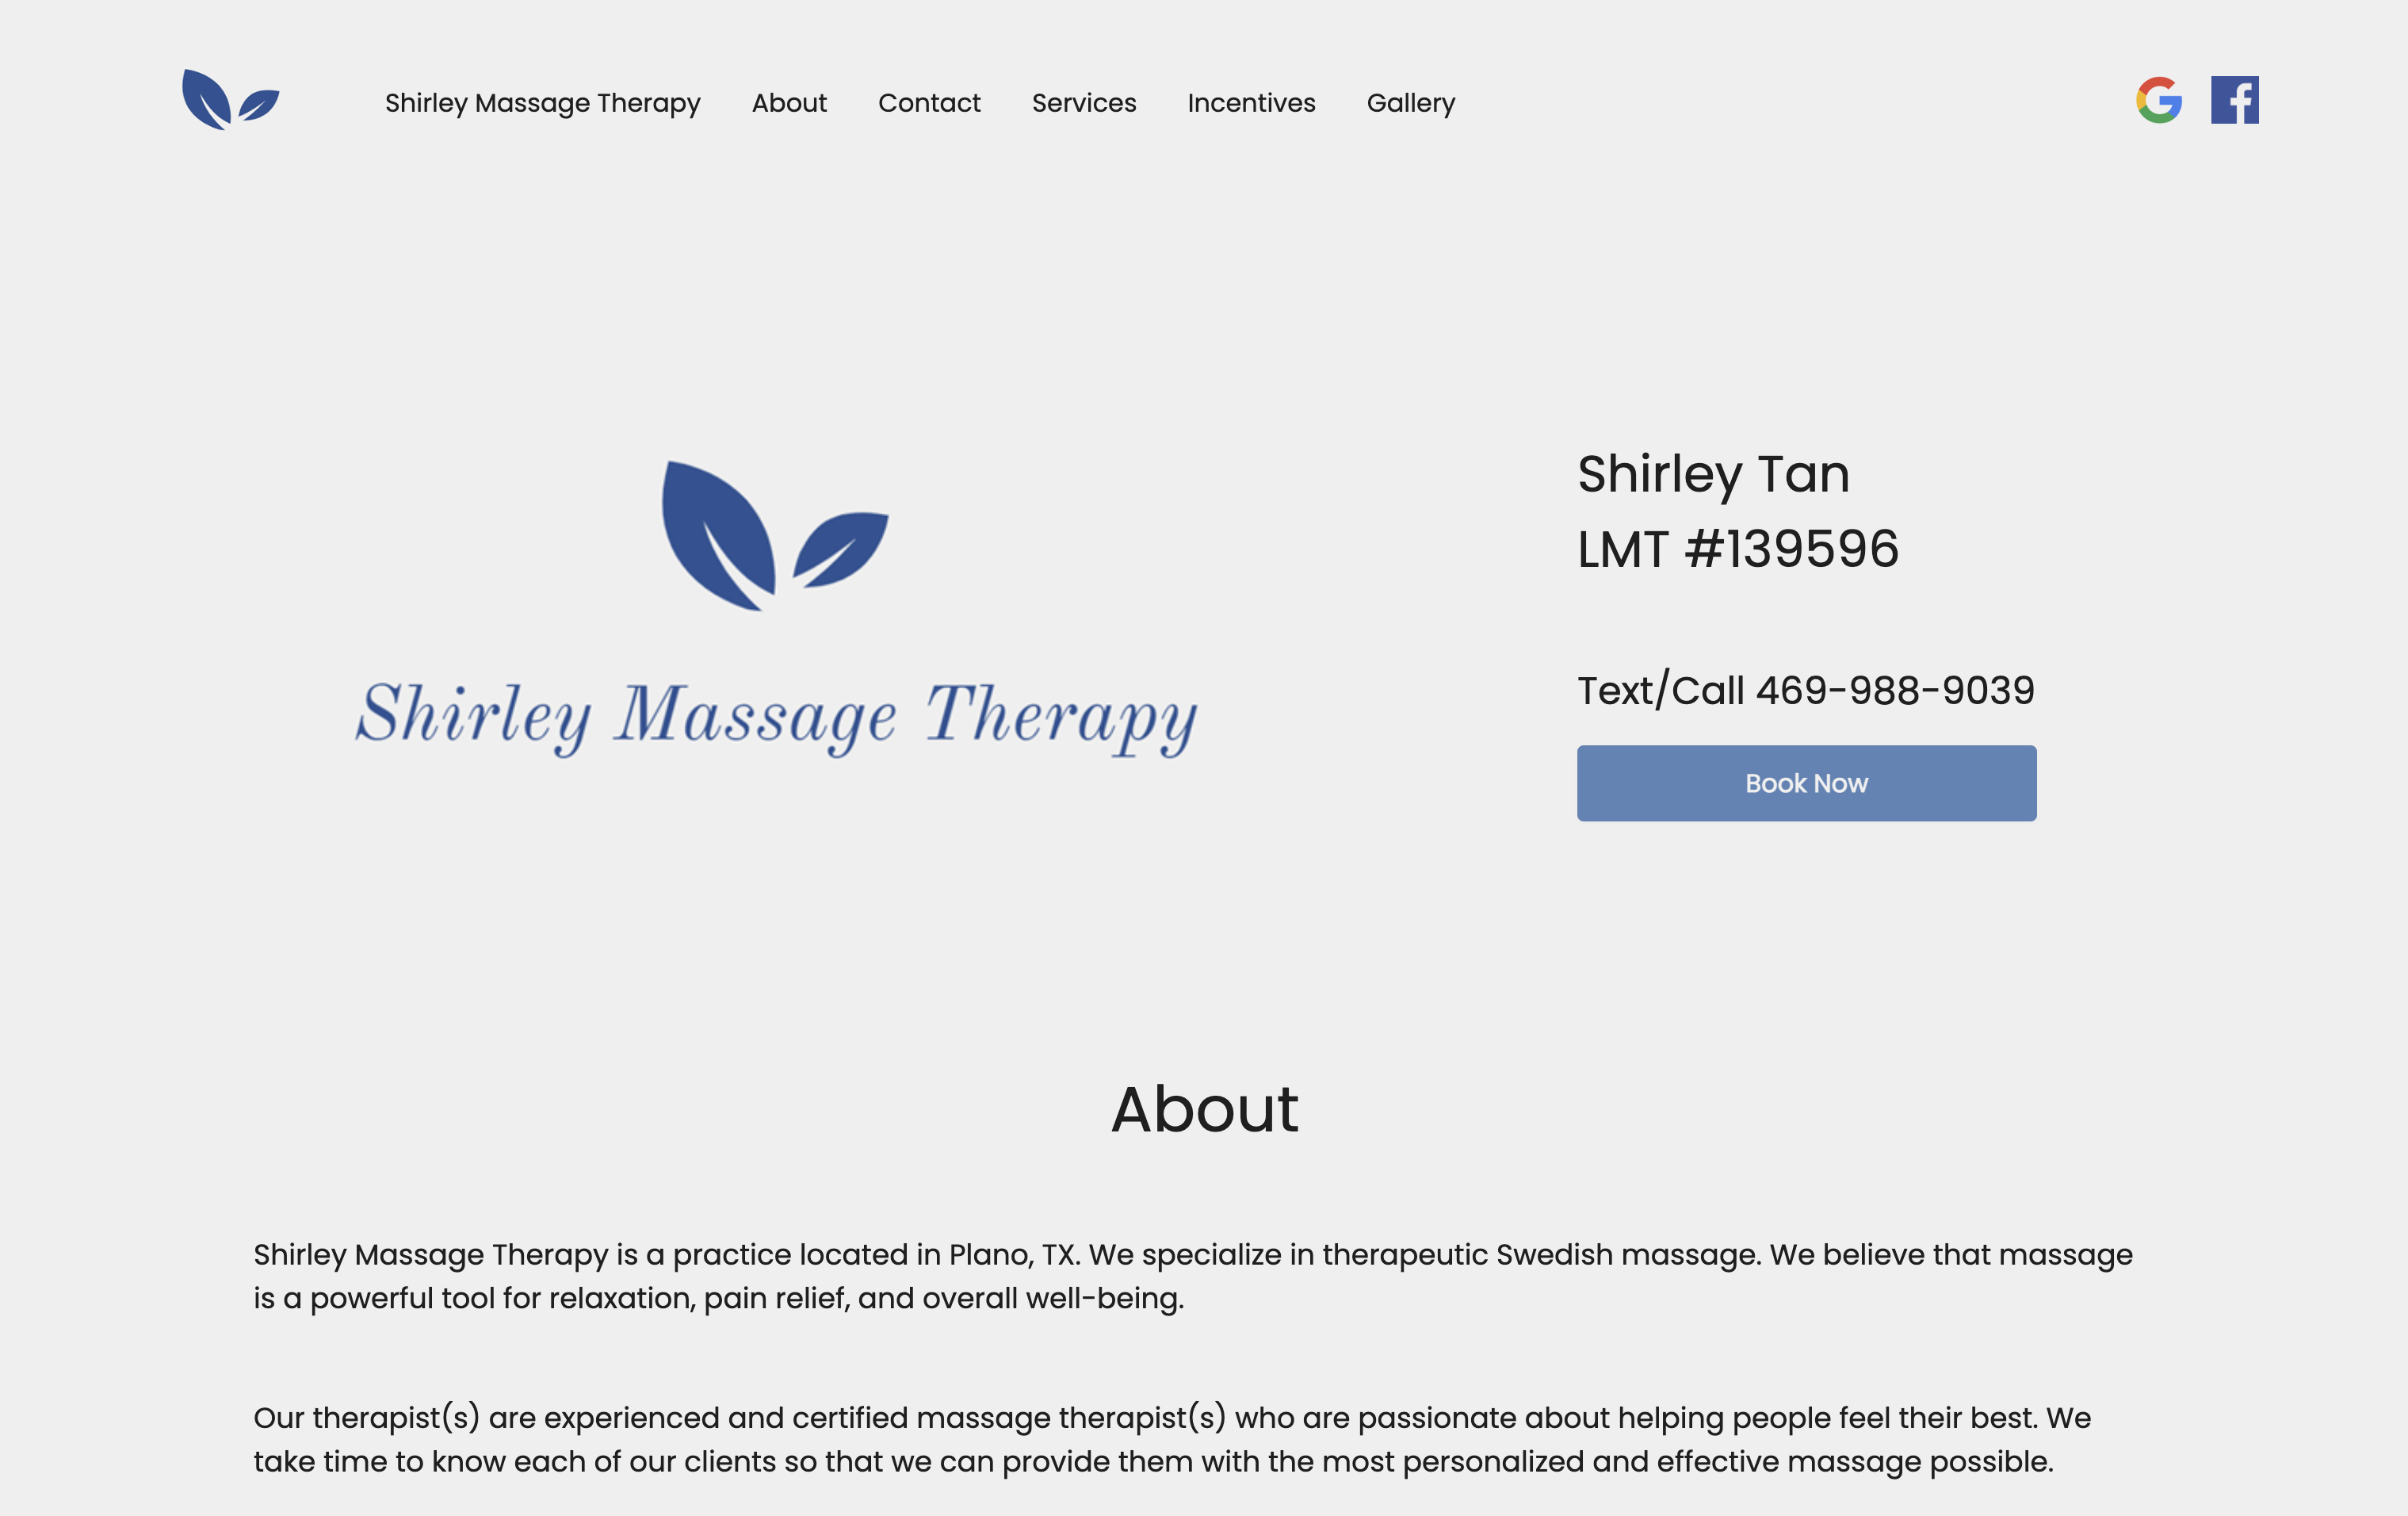 Shirley Massage Therapy About Contact Services Incentives Gallery
Shirley Massage Therapy
Shirley Tan
LMT #139596
Text/Call 469-988-9039
Book Now
About
Shirley Massage Therapy is a practice located in Plano, TX. We specialize in therapeutic Swedish massage. We believe that massage
is a powerful tool for relaxation, pain relief, and overall well-being.
Our therapist(s) are experienced and certified massage therapist(s) who are passionate about helping people feel their best. We
take time to know each of our clients so that we can provide them with the most personalized and effective massage possible.